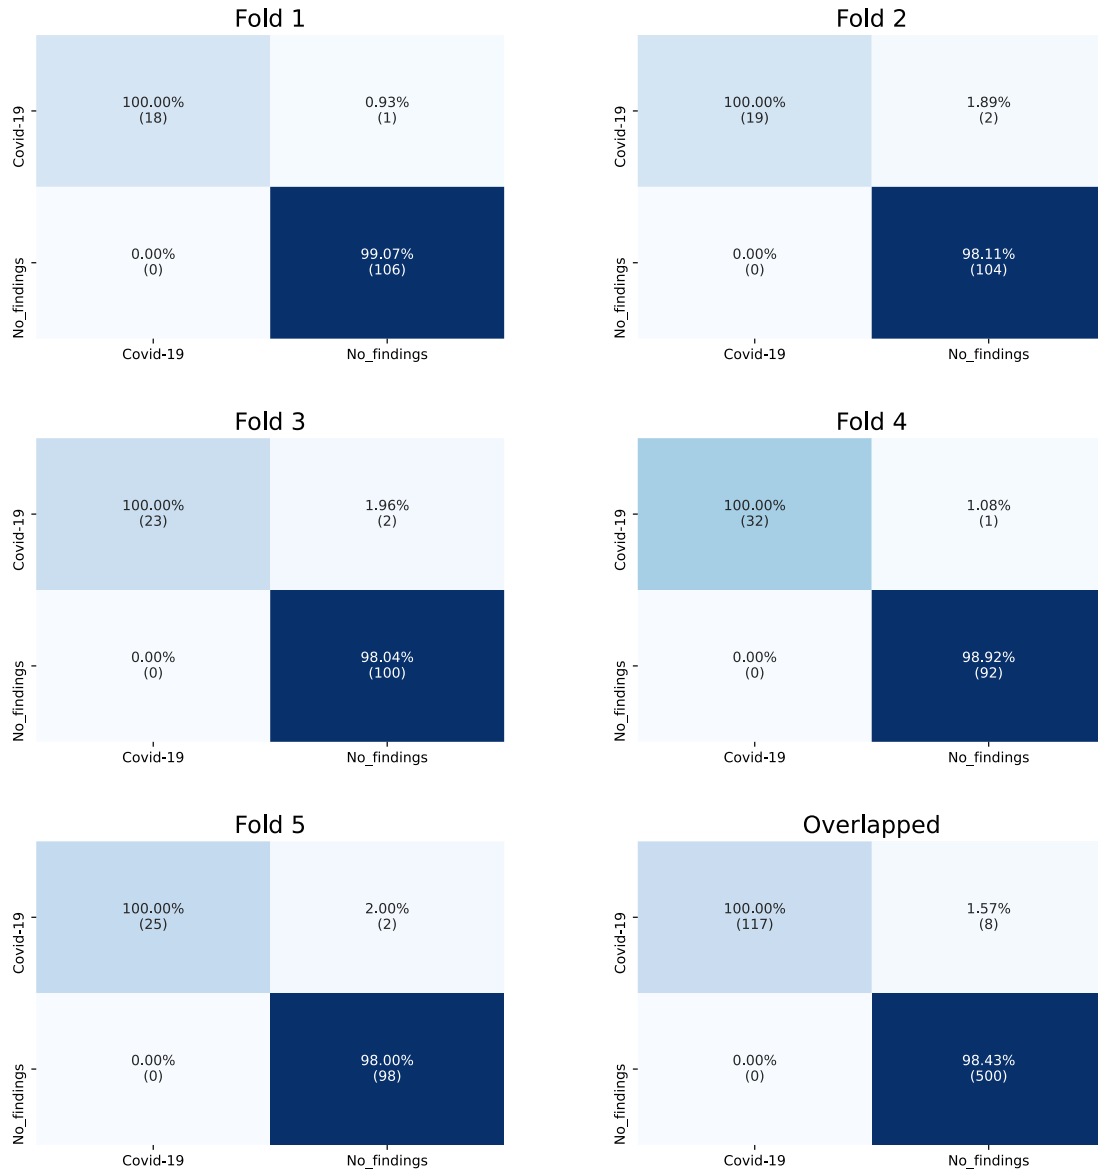 Fold 1
Covid-19
100.00%
(18)
0.93%
(1)
No_findings
0.00%
(0)
99.07%
(106)
Covid-19
No_findings
Fold 2
Covid-19
100.00%
(19)
1.89%
(2)
No_findings
0.00%
(0)
98.11%
(104)
Covid-19
No_findings
Fold 3
Covid-19
100.00%
(23)
1.96%
(2)
No_findings
0.00%
(0)
98.04%
(100)
Covid-19
No_findings
Fold 4
Covid-19
100.00%
(32)
1.08%
(1)
No_findings
0.00%
(0)
98.92%
(92)
Covid-19
No_findings
Fold 5
Covid-19
100.00%
(25)
2.00%
(2)
No_findings
0.00%
(0)
98.00%
(98)
Covid-19
No_findings
Overlapped
Covid-19
100.00%
(117)
1.57%
(8)
No_findings
0.00%
(0)
98.43%
(500)
Covid-19
No_findings